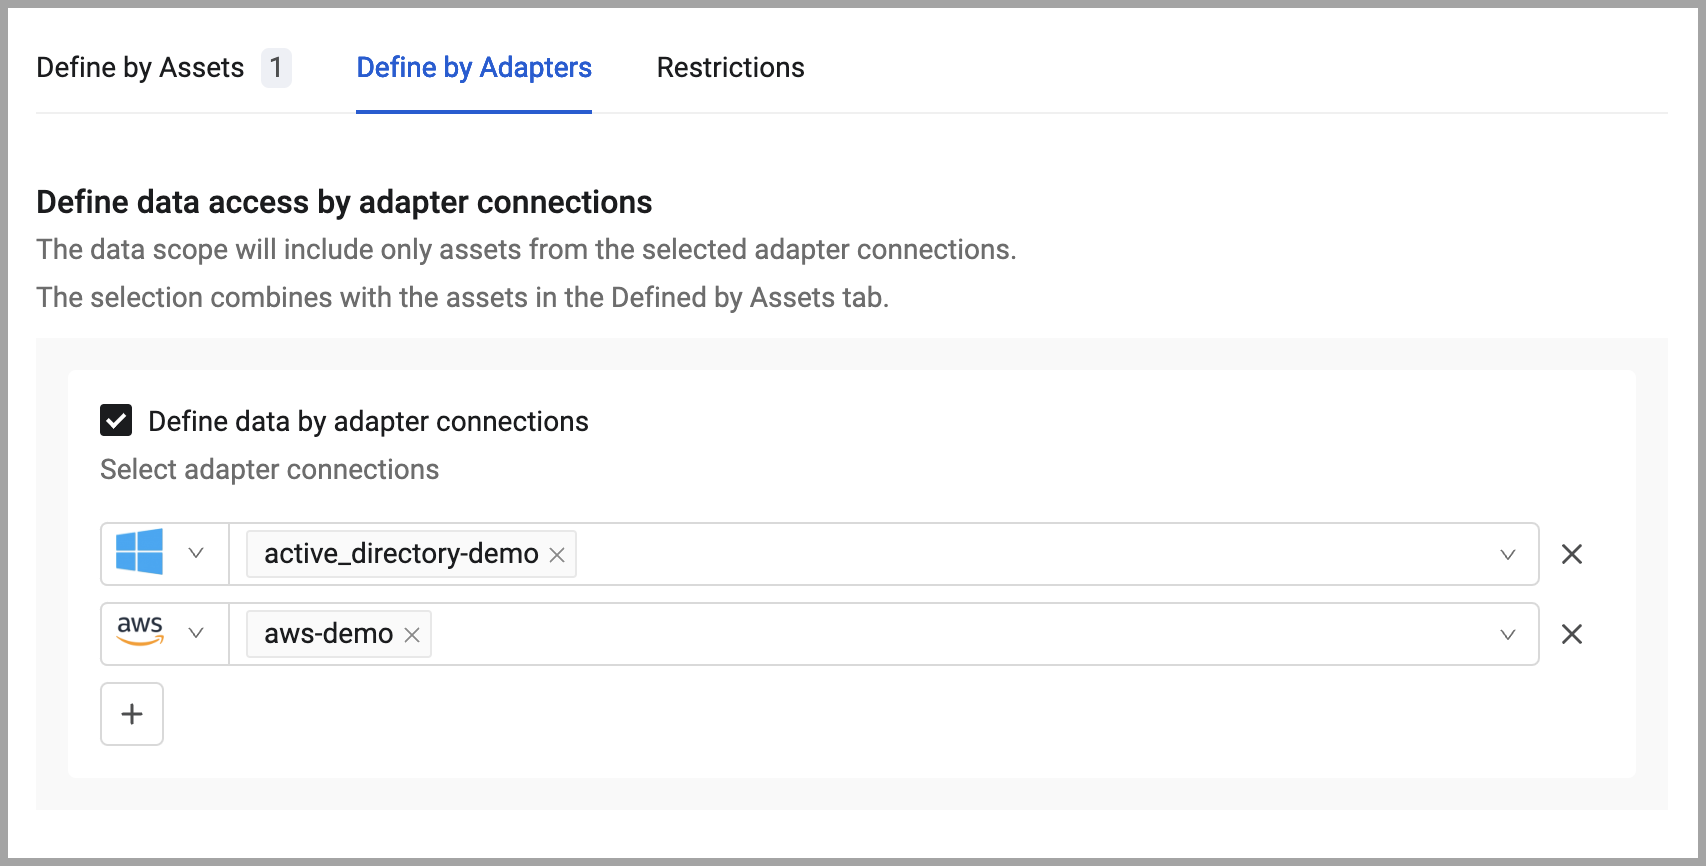 Define by Assets 1 Define by Adapters Restrictions
Define data access by adapter connections
The data scope will include only assets from the selected adapter connections.
The selection combines with the assets in the Defined by Assets tab.
Define data by adapter connections
Select adapter connections
active_directory-demo
aws aws-demo